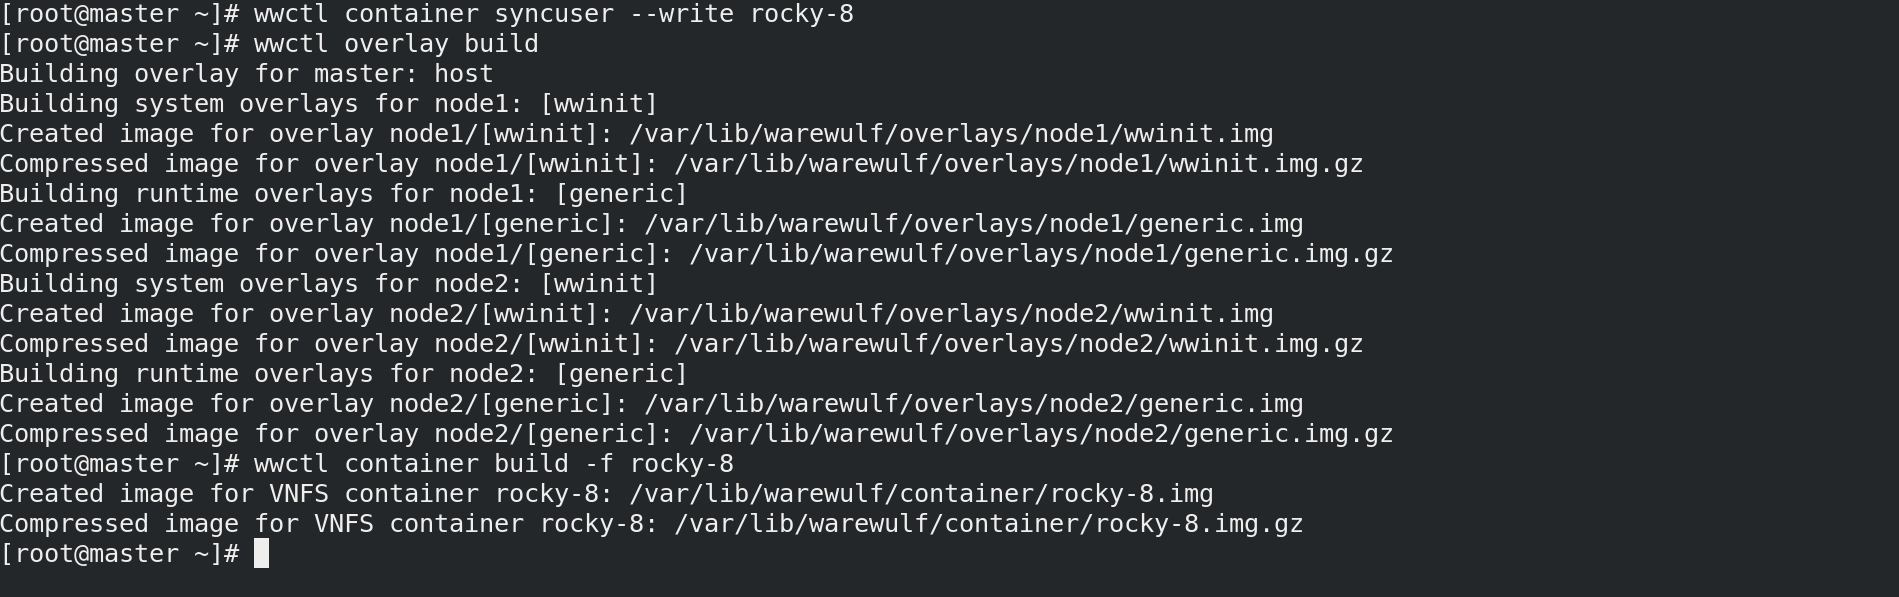 [root@master ~]# wwctl container syncuser --write rocky-8
[root@master ~]# wwctl overlay build
Building overlay for master: host
Building system overlays for node1: [wwinit]
Created image for overlay node1/[wwinit]: /var/lib/warewulf/overlays/node1/wwinit.img
Compressed image for overlay node1/[wwinit]: /var/lib/warewulf/overlays/node1/wwinit.img.gz
Building runtime overlays for node1: [generic]
Created image for overlay node1/[generic]: /var/lib/warewulf/overlays/node1/generic.img
Compressed image for overlay node1/[generic]: /var/lib/warewulf/overlays/node1/generic.img.gz
Building system overlays for node2: [wwinit]
Created image for overlay node2/[wwinit]: /var/lib/warewulf/overlays/node2/wwinit.img
Compressed image for overlay node2/[wwinit]: /var/lib/warewulf/overlays/node2/wwinit.img.gz
Building runtime overlays for node2: [generic]
Created image for overlay node2/[generic]: /var/lib/warewulf/overlays/node2/generic.img
Compressed image for overlay node2/[generic]: /var/lib/warewulf/overlays/node2/generic.img.gz
[root@master ~]# wwctl container build -f rocky-8
Created image for VNFS container rocky-8: /var/lib/warewulf/container/rocky-8.img
Compressed image for VNFS container rocky-8: /var/lib/warewulf/container/rocky-8.img.gz
[root@master ~]#